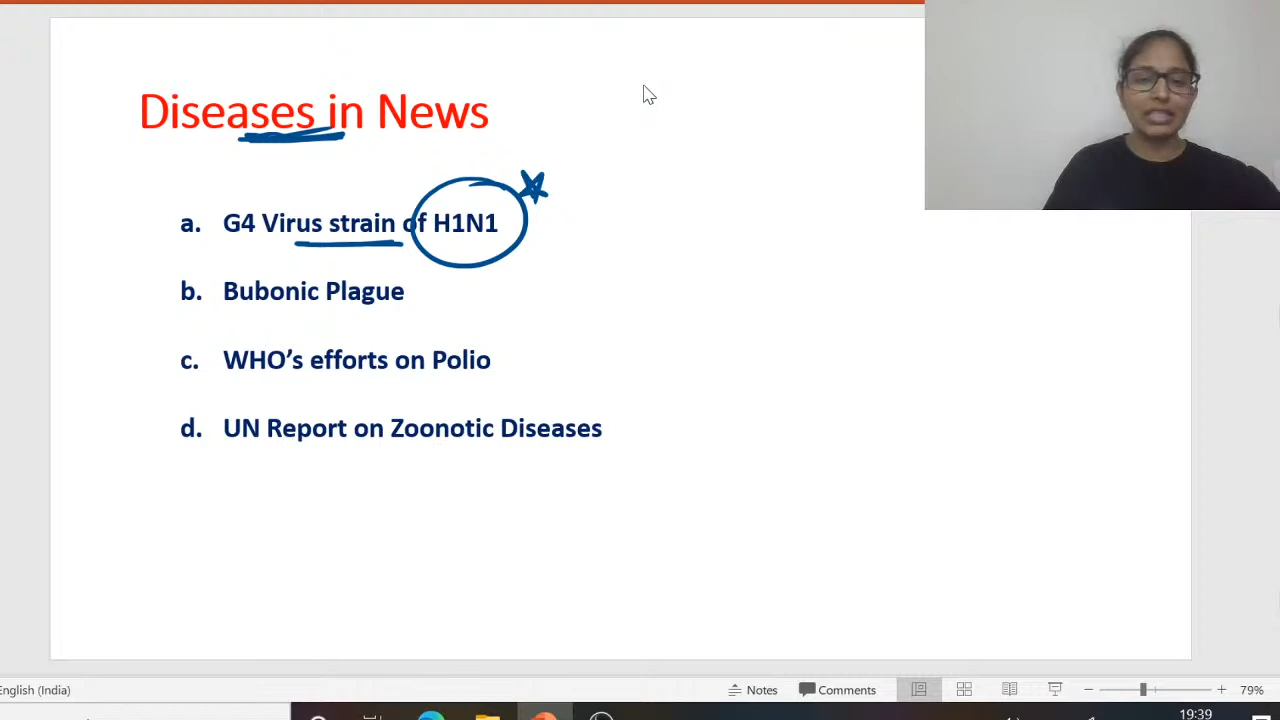 Diseases in News
a. G4 Virus strain of H1N1
b. Bubonic Plague
c. WHO’s efforts on Polio
d. UN Report on Zoonotic Diseases
English (India)
Notes
Comments
79%
19:39